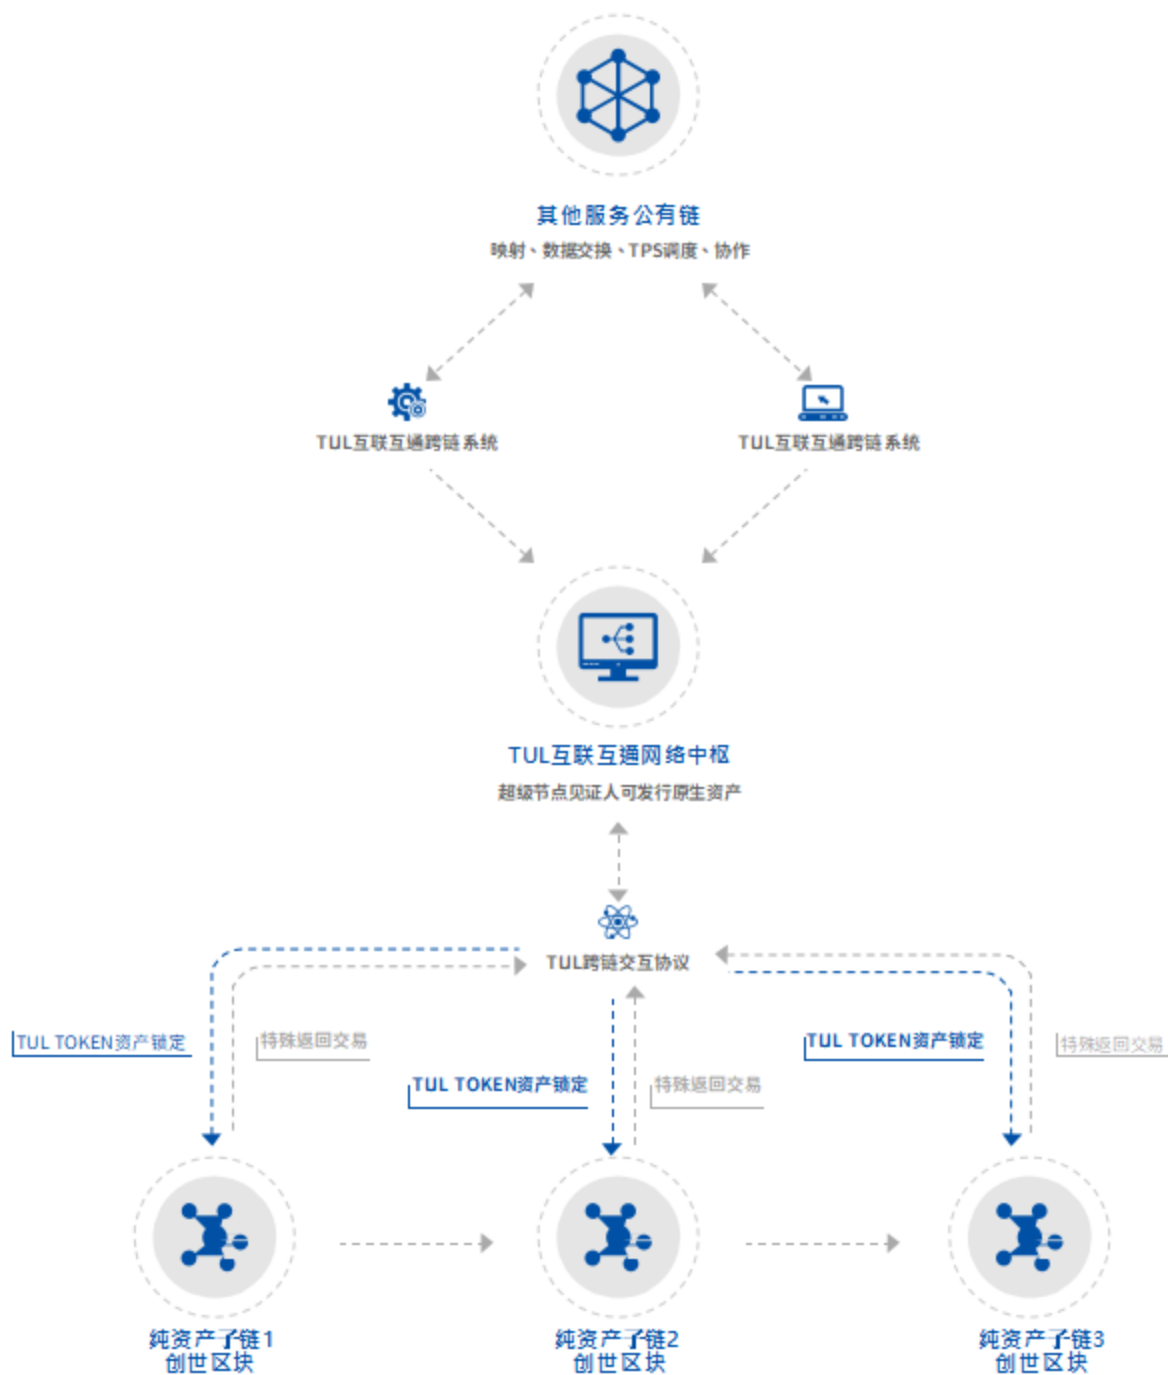 其他服务公有链
映射、数据交换、TPS调度、协作
TUL互联互通跨链系统
TUL互联互通跨链系统
TUL互联互通网络中枢
超级节点见证人可发行原生资产
TUL跨链交互协议
TUL TOKEN资产锁定
特殊返回交易
TUL TOKEN资产锁定
特殊返回交易
TUL TOKEN资产锁定
特殊返回交易
纯资产子链1
创世区块
纯资产子链2
创世区块
纯资产子链3
创世区块